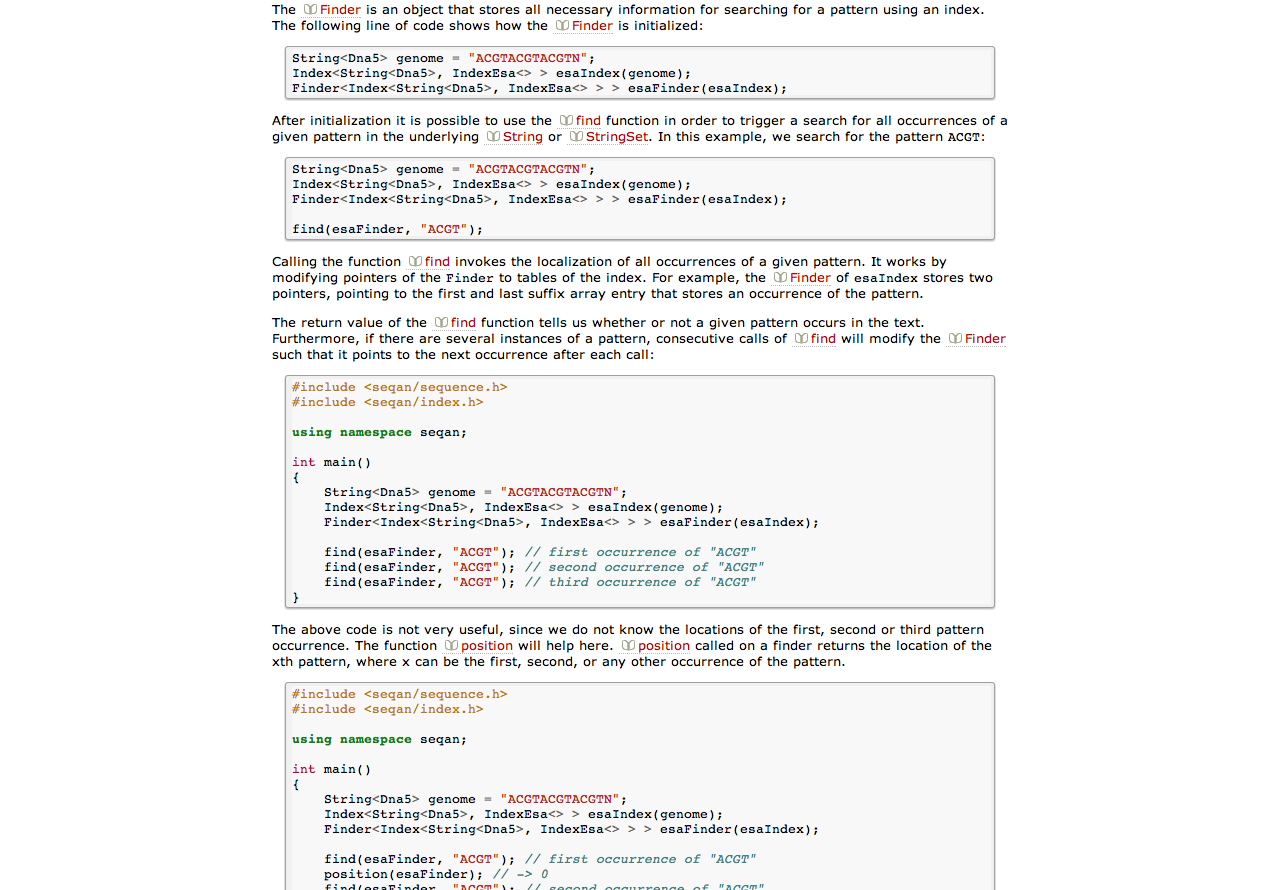 The Finder is an object that stores all necessary information for searching for a pattern using an index.
The following line of code shows how the Finder is initialized:
String<Dna5> genome = "ACGTACGTACGTN";
Index<String<Dna5>, IndexEsa<> > esaIndex(genome);
Finder<Index<String<Dna5>, IndexEsa<> > > esaFinder(esaIndex);
After initialization it is possible to use the find function in order to trigger a search for all occurrences of a
given pattern in the underlying String or StringSet. In this example, we search for the pattern ACGT:
String<Dna5> genome = "ACGTACGTACGTN";
Index<String<Dna5>, IndexEsa<> > esaIndex(genome);
Finder<Index<String<Dna5>, IndexEsa<> > > esaFinder(esaIndex);
find(esaFinder, "ACGT");
Calling the function find invokes the localization of all occurrences of a given pattern. It works by
modifying pointers of the Finder to tables of the index. For example, the Finder of esaIndex stores two
pointers, pointing to the first and last suffix array entry that stores an occurrence of the pattern.
The return value of the find function tells us whether or not a given pattern occurs in the text.
Furthermore, if there are several instances of a pattern, consecutive calls of find will modify the Finder
such that it points to the next occurrence after each call:
#include <seqan/sequence.h>
#include <seqan/index.h>
using namespace seqan;
int main()
{
String<Dna5> genome = "ACGTACGTACGTN";
Index<String<Dna5>, IndexEsa<> > esaIndex(genome);
Finder<Index<String<Dna5>, IndexEsa<> > > esaFinder(esaIndex);
find(esaFinder, "ACGT"); // first occurrence of "ACGT"
find(esaFinder, "ACGT"); // second occurrence of "ACGT"
find(esaFinder, "ACGT"); // third occurrence of "ACGT"
}
The above code is not very useful, since we do not know the locations of the first, second or third pattern
occurrence. The function position will help here. position called on a finder returns the location of the
xth pattern, where x can be the first, second, or any other occurrence of the pattern.
#include <seqan/sequence.h>
#include <seqan/index.h>
using namespace seqan;
int main()
{
String<Dna5> genome = "ACGTACGTACGTN";
Index<String<Dna5>, IndexEsa<> > esaIndex(genome);
Finder<Index<String<Dna5>, IndexEsa<> > > esaFinder(esaIndex);
find(esaFinder, "ACGT"); // first occurrence of "ACGT"
position(esaFinder); // -> 0
find(esaFinder, "ACGT"); // second occurrence of "ACGT"